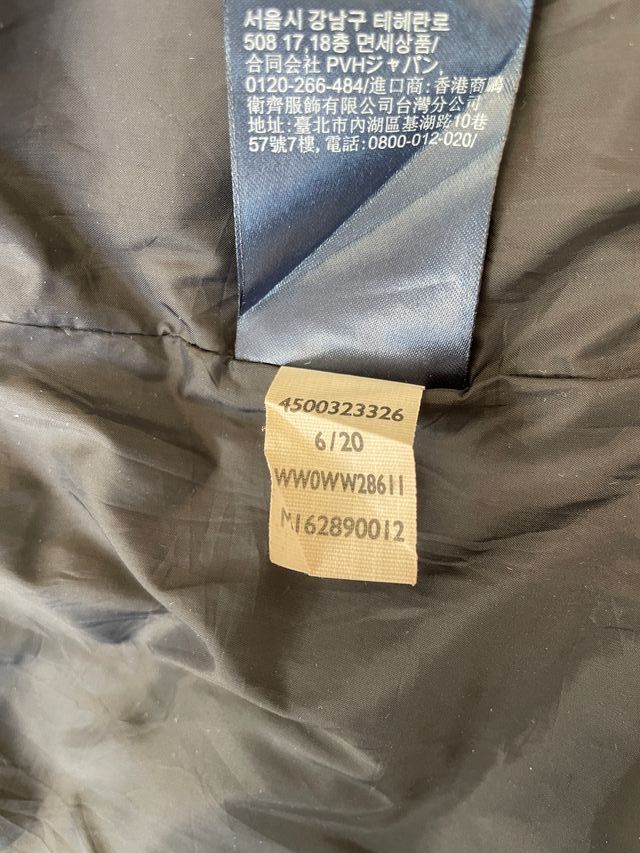 서울시 강남구 테헤란로
508 17,18층 면세상품/
合同会社 PVHジャパン,
0120-266-484/進口商:香港商鵬
衛齊服飾有限公司台灣分公司
地址:臺北市內湖區基湖路10巷
57號7樓,電話:0800-012-020/
4500323326
6/20
WW0WW28611
M162890012